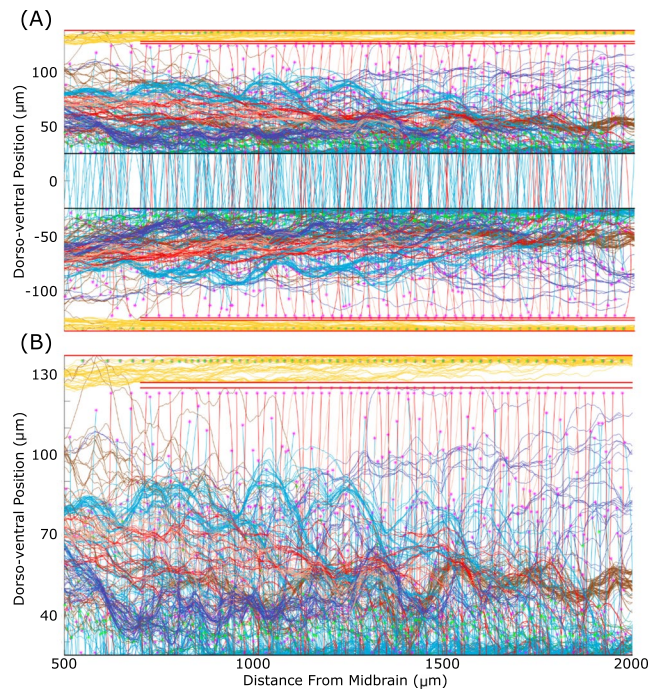 (A)
100
50
0
-50
-100
Dorso-ventral Position (μm)
(B)
130
100
70
40
Dorso-ventral Position (μm)
500 1000 1500 2000
Distance From Midbrain (μm)